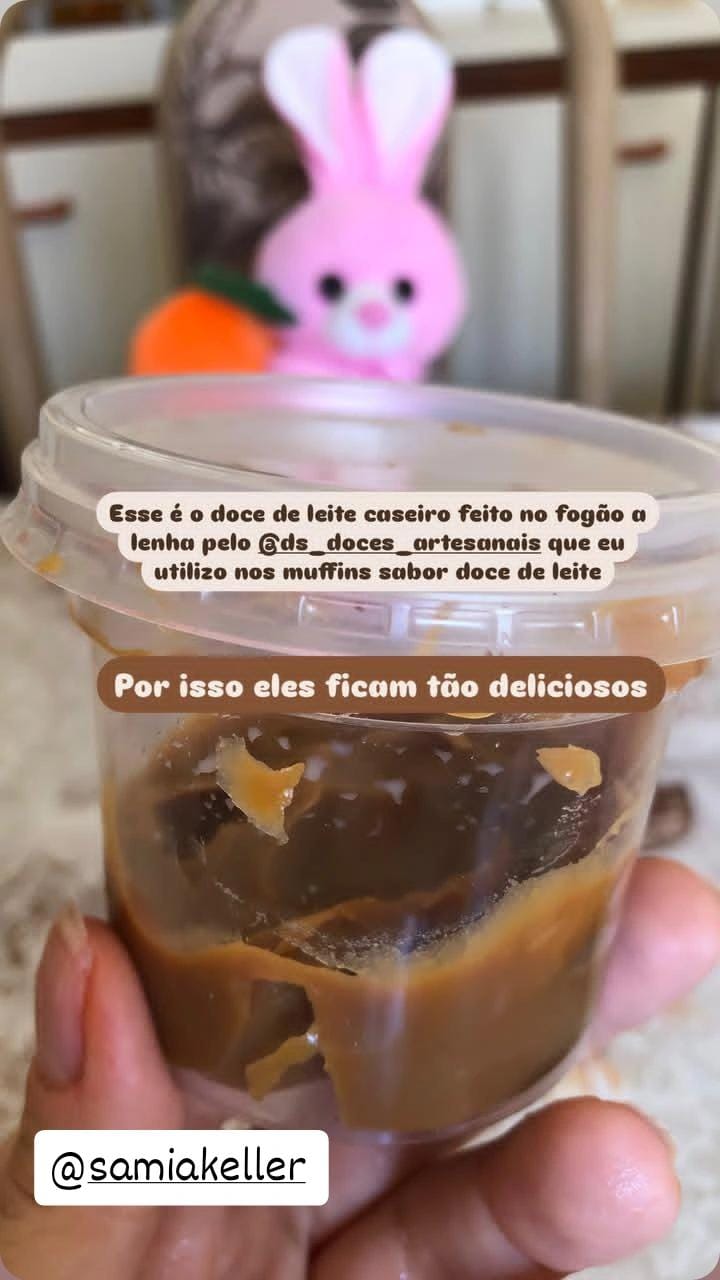 Esse é o doce de leite caseiro feito no fogão a
lenha pelo @ds_doces_artesanais que eu
utilizo nos muffins sabor doce de leite
Por isso eles ficam tão deliciosos
@samiakeller